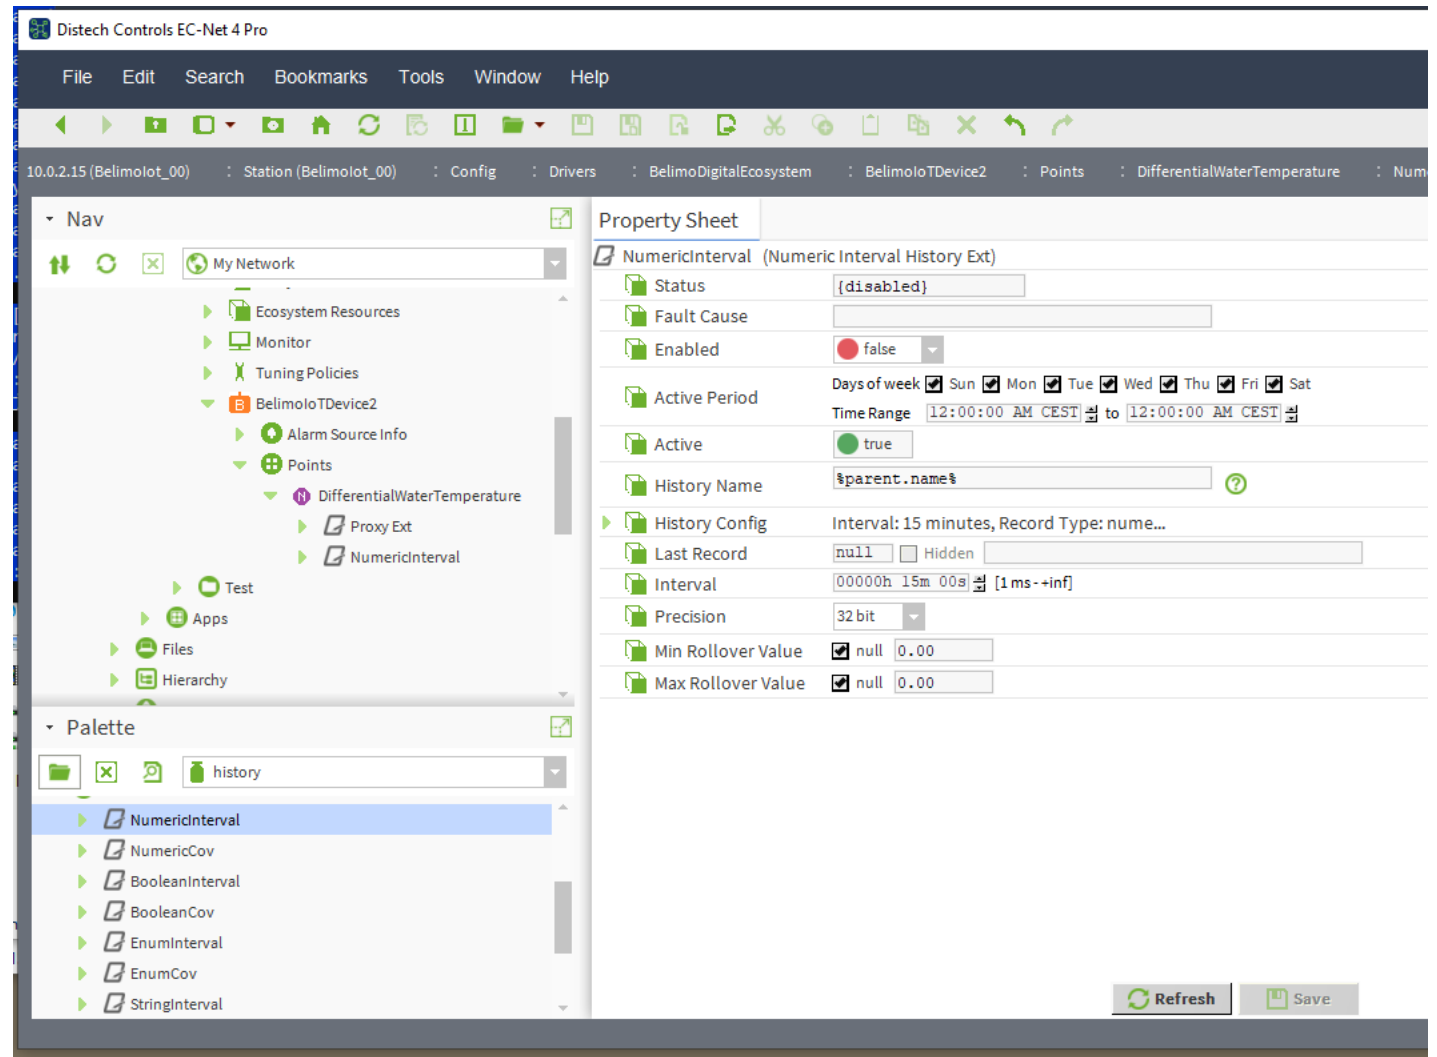 Distech Controls EC-Net 4 Pro
File Edit Search Bookmarks Tools Window Help
10.0.2.15 (BelimoIot_00) : Station (BelimoIot_00) : Config : Drivers : BelimoDigitalEcosystem : BelimoIoTDevice2 : Points : DifferentialWaterTemperature : Num
Nav
My Network
Ecosystem Resources
Monitor
Tuning Policies
BelimoIoTDevice2
Alarm Source Info
Points
DifferentialWaterTemperature
Proxy Ext
NumericInterval
Test
Apps
Files
Hierarchy
Palette
history
NumericInterval
NumericCov
BooleanInterval
BooleanCov
EnumInterval
EnumCov
StringInterval
Property Sheet
NumericInterval (Numeric Interval History Ext)
Status {disabled}
Fault Cause
Enabled false
Active Period Days of week Sun Mon Tue Wed Thu Fri Sat
Time Range 12:00:00 AM CEST to 12:00:00 AM CEST
Active true
History Name %parent.name%
History Config Interval: 15 minutes, Record Type: nume...
Last Record null Hidden
Interval 00000h 15m 00s [1 ms - +inf]
Precision 32 bit
Min Rollover Value null 0.00
Max Rollover Value null 0.00
Refresh Save